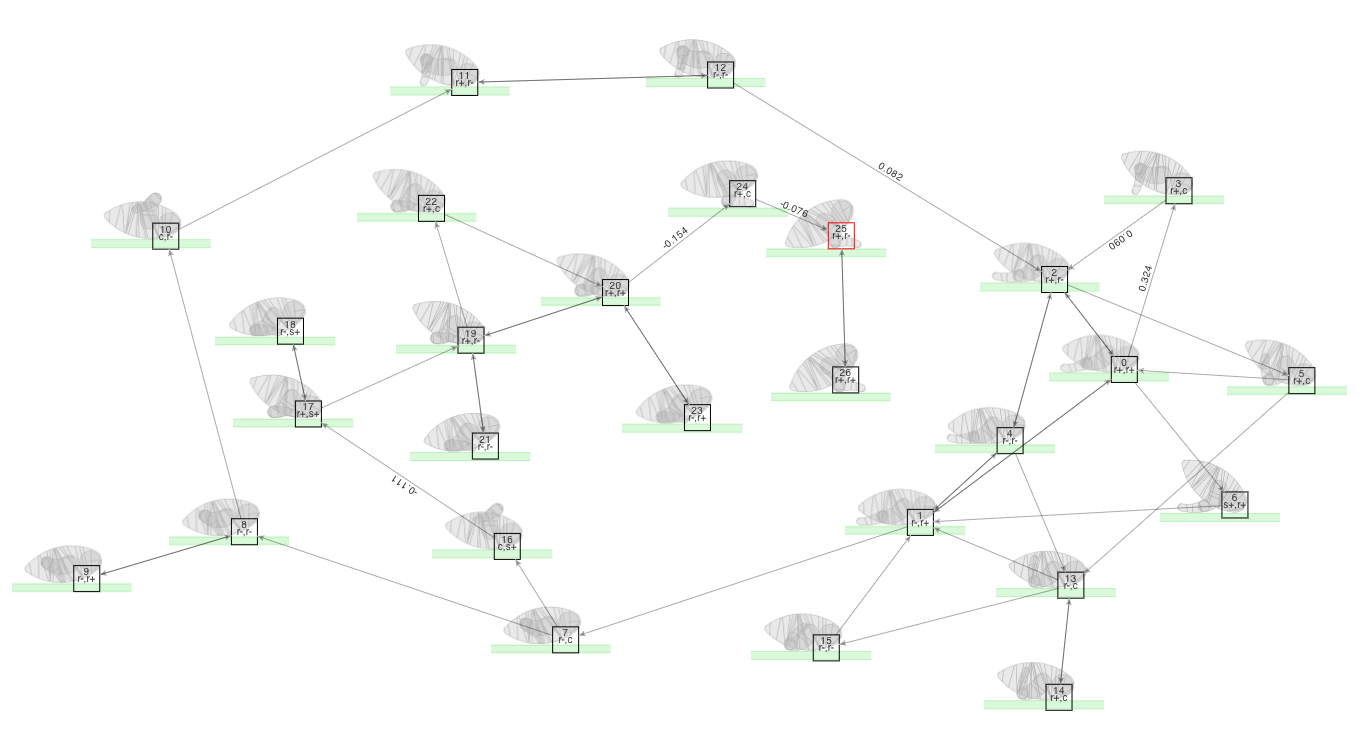 11
r+,r-
12
r-,r-
0.082
3
r+,c
24
r+,c
-0.076
22
r+,c
10
c,r-
25
r+,r-
-0.154
0.090
2
r+,r-
0.324
20
r+,r+
18
r-,s+
19
r+,r-
0
r+,r+
5
r+,c
26
r+,r+
17
r+,s+
23
r-,r+
21
r-,r-
4
r-,r-
-0.111
6
s+,r+
1
r-,r+
8
r-,r-
16
c,s+
9
r-,r+
13
r-,c
7
r-,c
15
r-,r-
14
r+,c